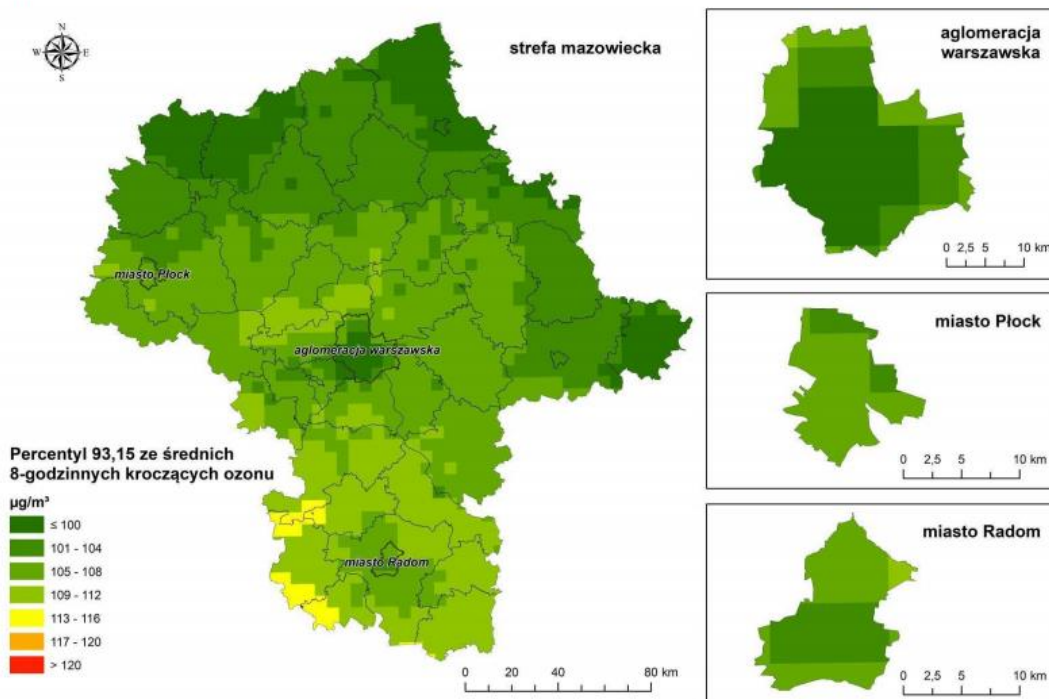 N
W E
S
strefa mazowiecka
miasto Płock
aglomeracja warszawska
miasto Radom
Percentyl 93,15 ze średnich
8-godzinnych kroczących ozonu
µg/m³
≤ 100
101 - 104
105 - 108
109 - 112
113 - 116
117 - 120
> 120
0 20 40 80 km
aglomeracja
warszawska
0 2,5 5 10 km
miasto Płock
0 2,5 5 10 km
miasto Radom
0 2,5 5 10 km